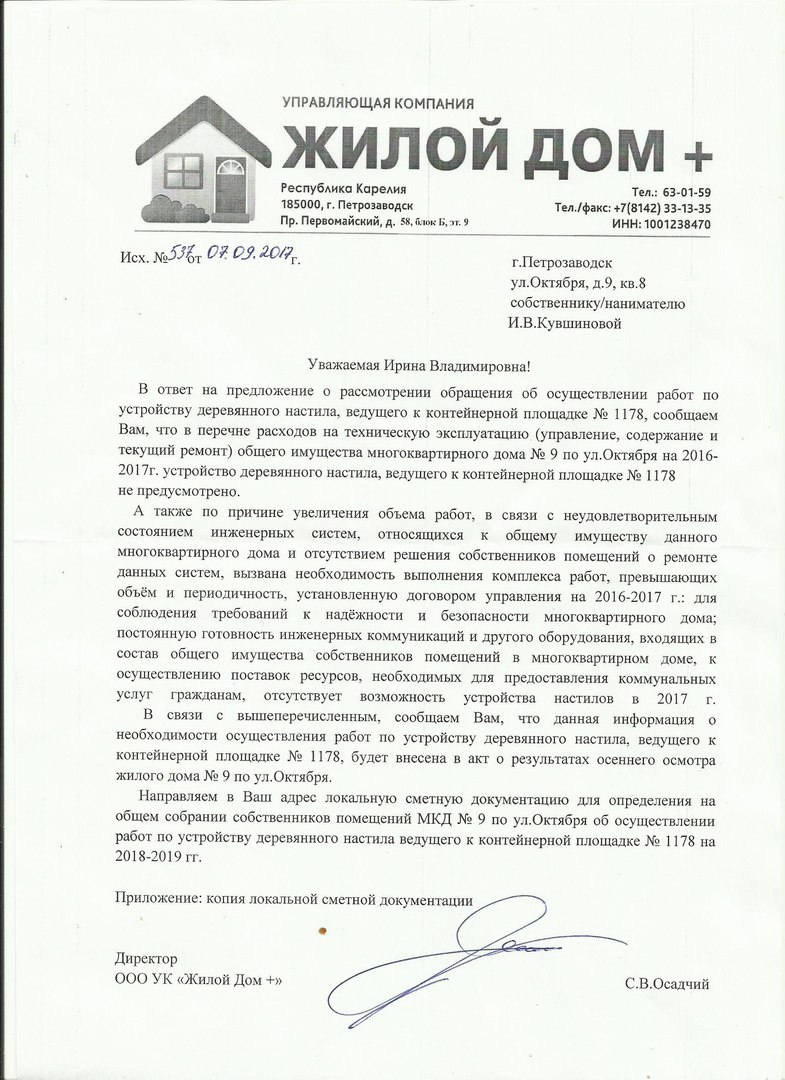 УПРАВЛЯЮЩАЯ КОМПАНИЯ
ЖИЛОЙ ДОМ +
Республика Карелия
185000, г. Петрозаводск
Пр. Первомайский, д. 58, блок Б, эт. 9
Тел.: 63-01-59
Тел./факс: +7(8142) 33-13-35
ИНН: 1001238470
Исх. №537от 07.09.2017г.
г.Петрозаводск
ул.Октября, д.9, кв.8
собственнику/нанимателю
И.В.Кувшиновой
Уважаемая Ирина Владимировна!
В ответ на предложение о рассмотрении обращения об осуществлении работ по
устройству деревянного настила, ведущего к контейнерной площадке № 1178, сообщаем
Вам, что в перечне расходов на техническую эксплуатацию (управление, содержание и
текущий ремонт) общего имущества многоквартирного дома № 9 по ул.Октября на 2016-
2017г. устройство деревянного настила, ведущего к контейнерной площадке № 1178
не предусмотрено.
А также по причине увеличения объема работ, в связи с неудовлетворительным
состоянием инженерных систем, относящихся к общему имуществу данного
многоквартирного дома и отсутствием решения собственников помещений о ремонте
данных систем, вызвана необходимость выполнения комплекса работ, превышающих
объём и периодичность, установленную договором управления на 2016-2017 г.: для
соблюдения требований к надёжности и безопасности многоквартирного дома;
постоянную готовность инженерных коммуникаций и другого оборудования, входящих в
состав общего имущества собственников помещений в многоквартирном доме, к
осуществлению поставок ресурсов, необходимых для предоставления коммунальных
услуг гражданам, отсутствует возможность устройства настилов в 2017 г.
В связи с вышеперечисленным, сообщаем Вам, что данная информация о
необходимости осуществления работ по устройству деревянного настила, ведущего к
контейнерной площадке № 1178, будет внесена в акт о результатах осеннего осмотра
жилого дома № 9 по ул.Октября.
Направляем в Ваш адрес локальную сметную документацию для определения на
общем собрании собственников помещений МКД № 9 по ул.Октября об осуществлении
работ по устройству деревянного настила ведущего к контейнерной площадке № 1178 на
2018-2019 гг.
Приложение: копия локальной сметной документации
Директор
ООО УК «Жилой Дом +»
С.В.Осадчий